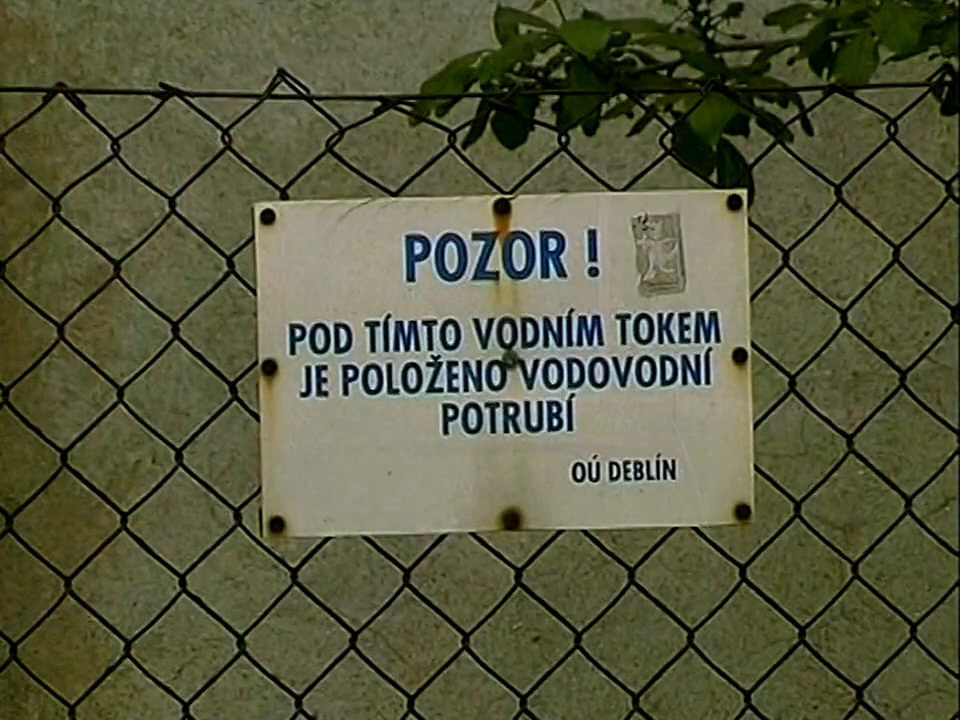 POZOR !
POD TÍMTO VODNÍM TOKEM
JE POLOŽENO VODOVODNÍ
POTRUBÍ
OÚ DEBLÍN